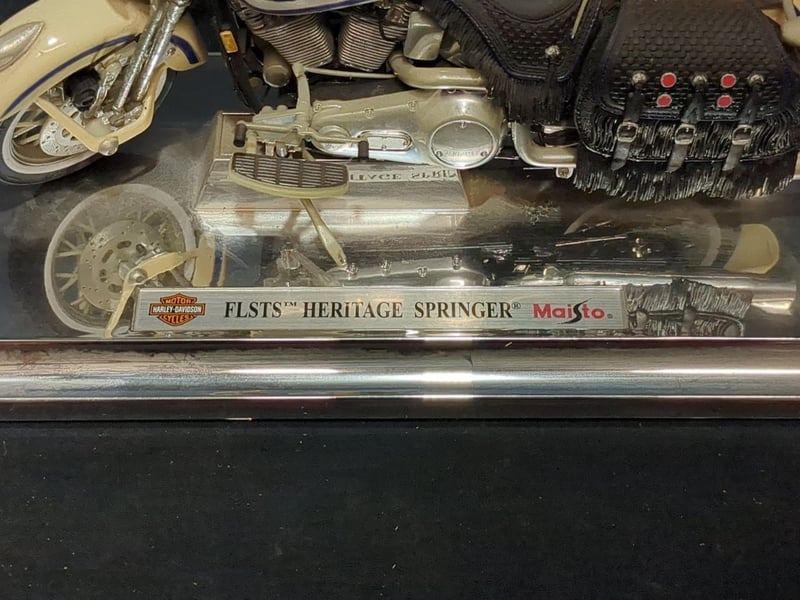 MOTOR
HARLEY-DAVIDSON
CYCLES
FLSTS™ HERiTAGE SPRINGER® Maisto®